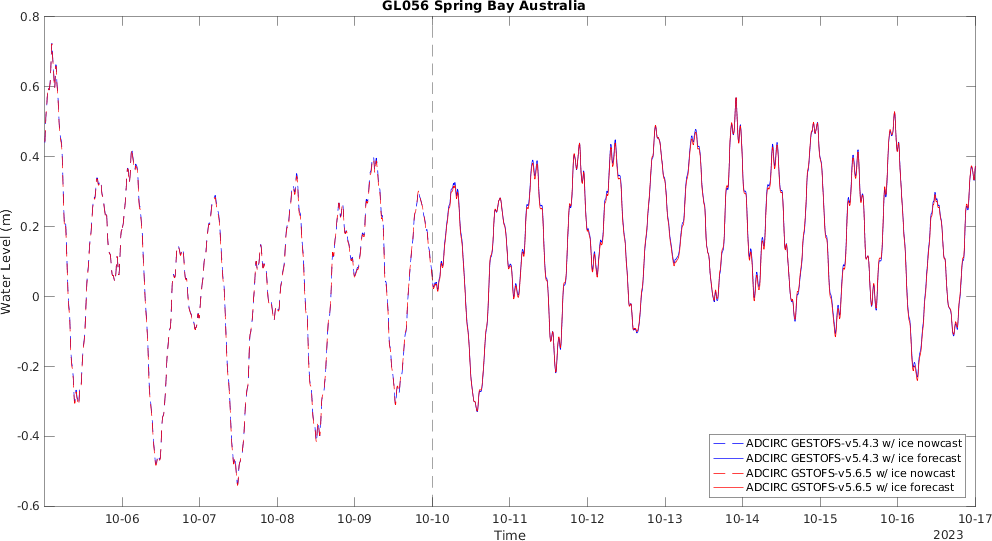 GL056 Spring Bay Australia
0.8
0.6
0.4
0.2
0
-0.2
-0.4
-0.6
Water Level (m)
ADCIRC GESTOFS-v5.4.3 w/ ice nowcast
ADCIRC GESTOFS-v5.4.3 w/ ice forecast
ADCIRC GSTOFS-v5.6.5 w/ ice nowcast
ADCIRC GSTOFS-v5.6.5 w/ ice forecast
10-06 10-07 10-08 10-09 10-10 10-11 10-12 10-13 10-14 10-15 10-16 10-17
Time
2023